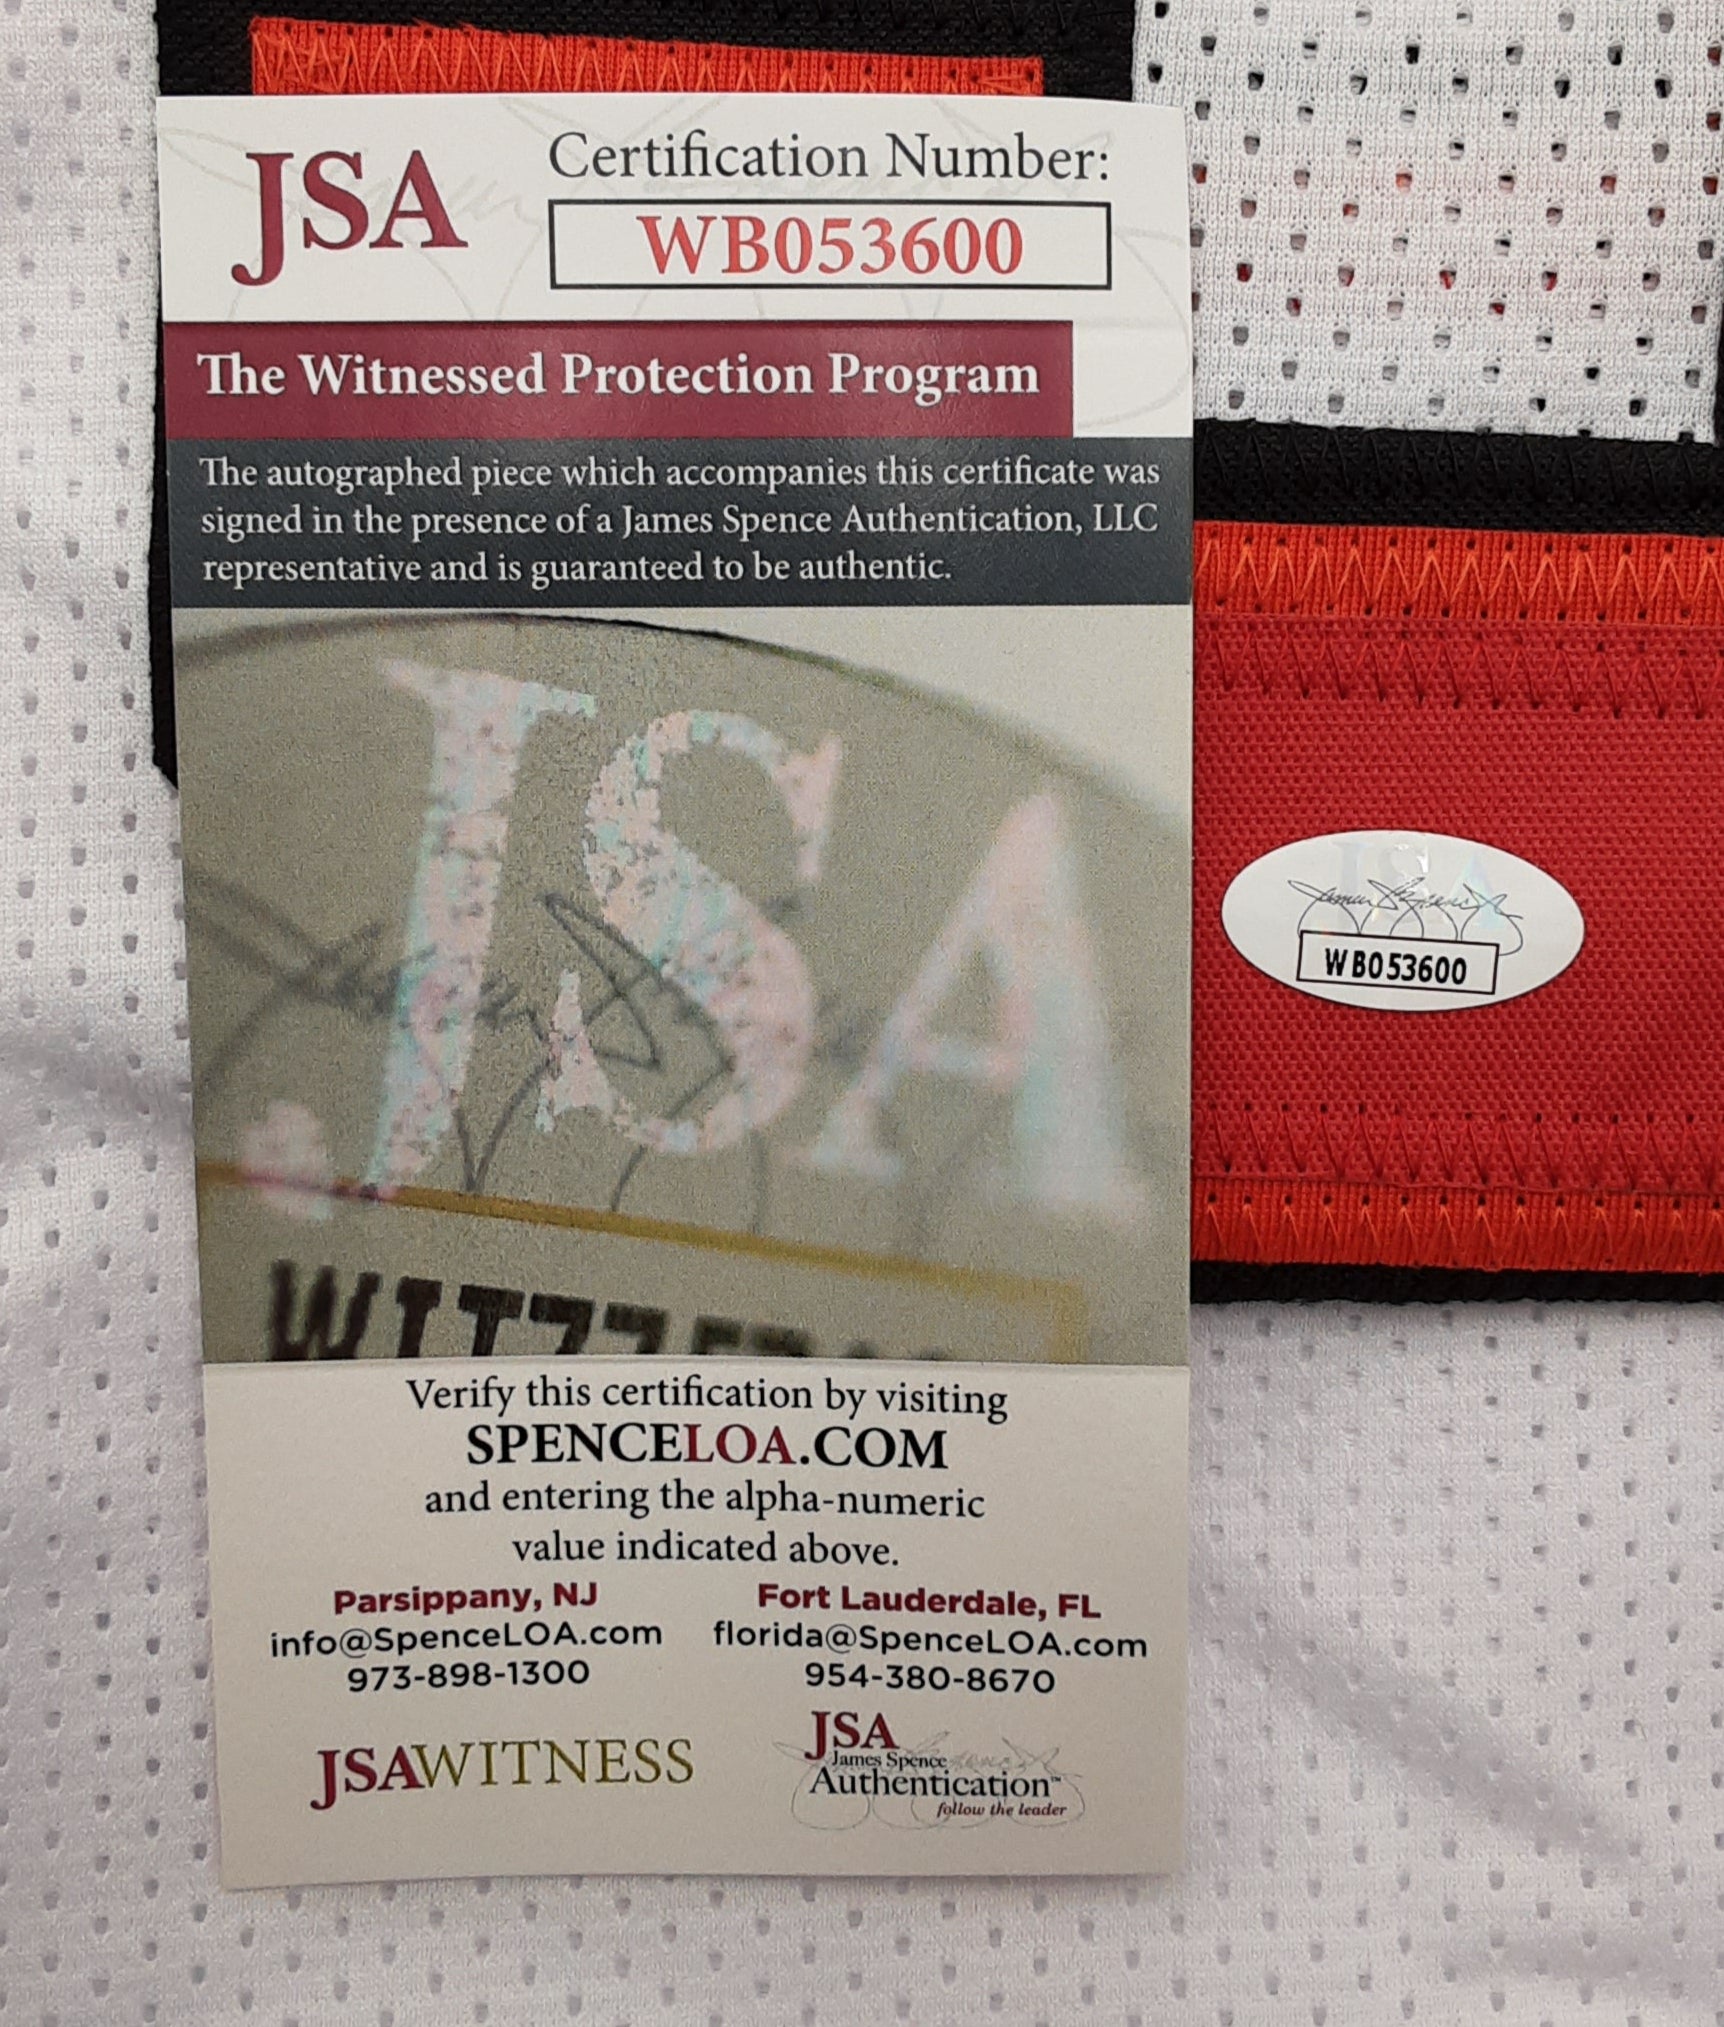 JSA
Certification Number:
WB053600
The Witnessed Protection Program
The autographed piece which accompanies this certificate was
signed in the presence of a James Spence Authentication, LLC
representative and is guaranteed to be authentic.
JSA
Verify this certification by visiting
SPENCELOA.COM
and entering the alpha-numeric
value indicated above.
Parsippany, NJ
info@SpenceLOA.com
973-898-1300
Fort Lauderdale, FL
florida@SpenceLOA.com
954-380-8670
JSAWITNESS
JSA
James Spence
Authentication™
follow the leader
JSA
WB053600